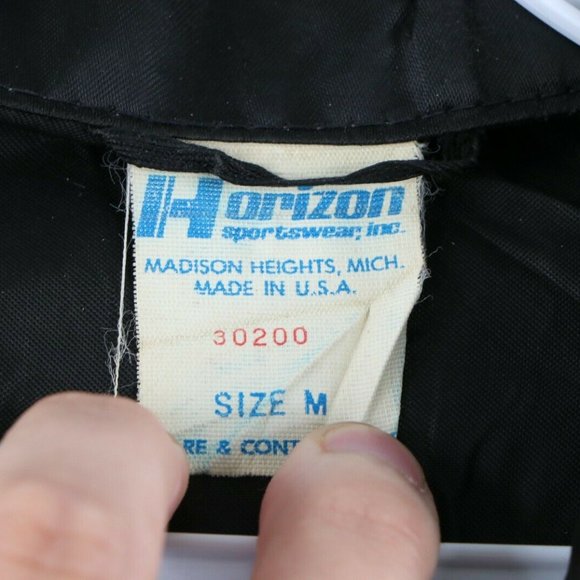 Horizon
sportswear, inc.
MADISON HEIGHTS, MICH.
MADE IN U.S.A.
30200
SIZE M
RE & CONT